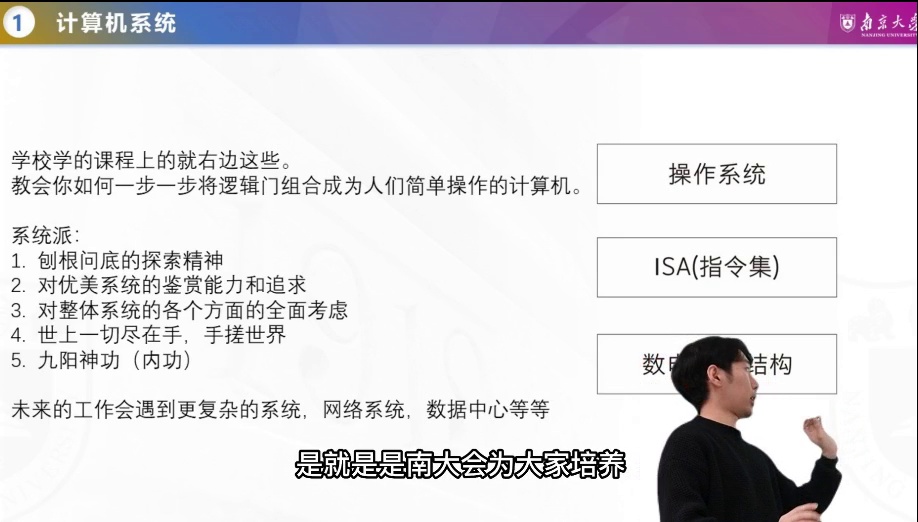 1 计算机系统
南京大学
NANJING UNIVERSITY
学校学的课程上的就右边这些。
教会你如何一步一步将逻辑门组合成为人们简单操作的计算机。
系统派：
1. 刨根问底的探索精神
2. 对优美系统的鉴赏能力和追求
3. 对整体系统的各个方面的全面考虑
4. 世上一切尽在手，手搓世界
5. 九阳神功（内功）
未来的工作会遇到更复杂的系统，网络系统，数据中心等等
操作系统
ISA(指令集)
数 结构
是就是是南大会为大家培养